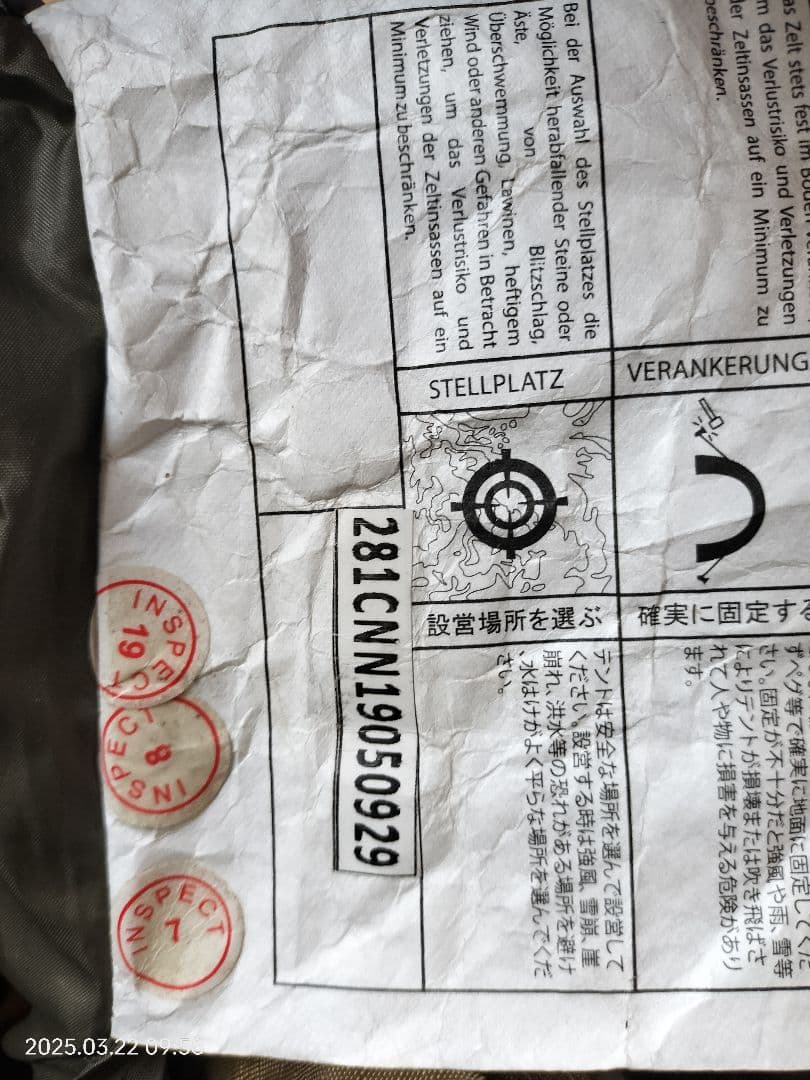 Zelt stets fest im
das Verlustrisiko und Verletzungen
der Zeltinsassen auf ein Minimum zu
beschränken.
VERANKERUNG
確実に固定する
ずペグ等で確実に地面に固定してくだ
さい。固定が不十分だと強風や雨、雪等
によりテントが損壊または吹き飛ばさ
れて人や物に損害を与える危険があり
ます。
Bei der Auswahl des Stellplatzes die
Möglichkeit herabfallender Steine oder
Äste, von Blitzschlag,
Überschwemmung, Lawinen, heftigem
Wind oder anderen Gefahren in Betracht
ziehen, um das Verlustrisiko und
Verletzungen der Zeltinsassen auf ein
Minimum zu beschränken.
STELLPLATZ
設営場所を選ぶ
テントは安全な場所を選んで設営して
ください。設営する時は強風、雪崩、崖
崩れ、洪水等の恐れがある場所を避け
、水はけがよく平らな場所を選んでくだ
さい。
281CNN19050929
INSPECT
19
INSPECT
8
INSPECT
7
2025.03.22 09:5